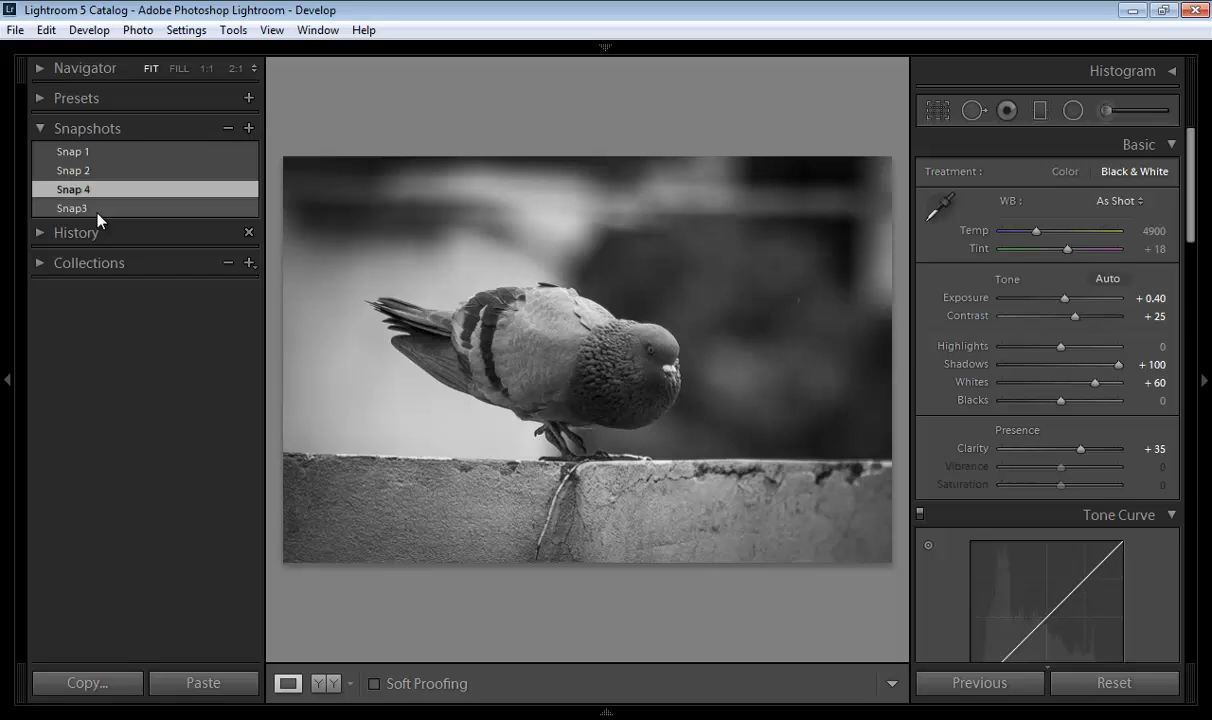 Lr Lightroom 5 Catalog - Adobe Photoshop Lightroom - Develop
File Edit Develop Photo Settings Tools View Window Help
Navigator FIT FILL 1:1 2:1
Presets
Snapshots
Snap 1
Snap 2
Snap 4
Snap3
History
Collections
Copy... Paste
Y Y Soft Proofing
Histogram
Basic
Treatment : Color Black & White
WB : As Shot
Temp 4900
Tint + 18
Tone Auto
Exposure + 0.40
Contrast + 25
Highlights 0
Shadows + 100
Whites + 60
Blacks 0
Presence
Clarity + 35
Vibrance 0
Saturation 0
Tone Curve
Previous Reset